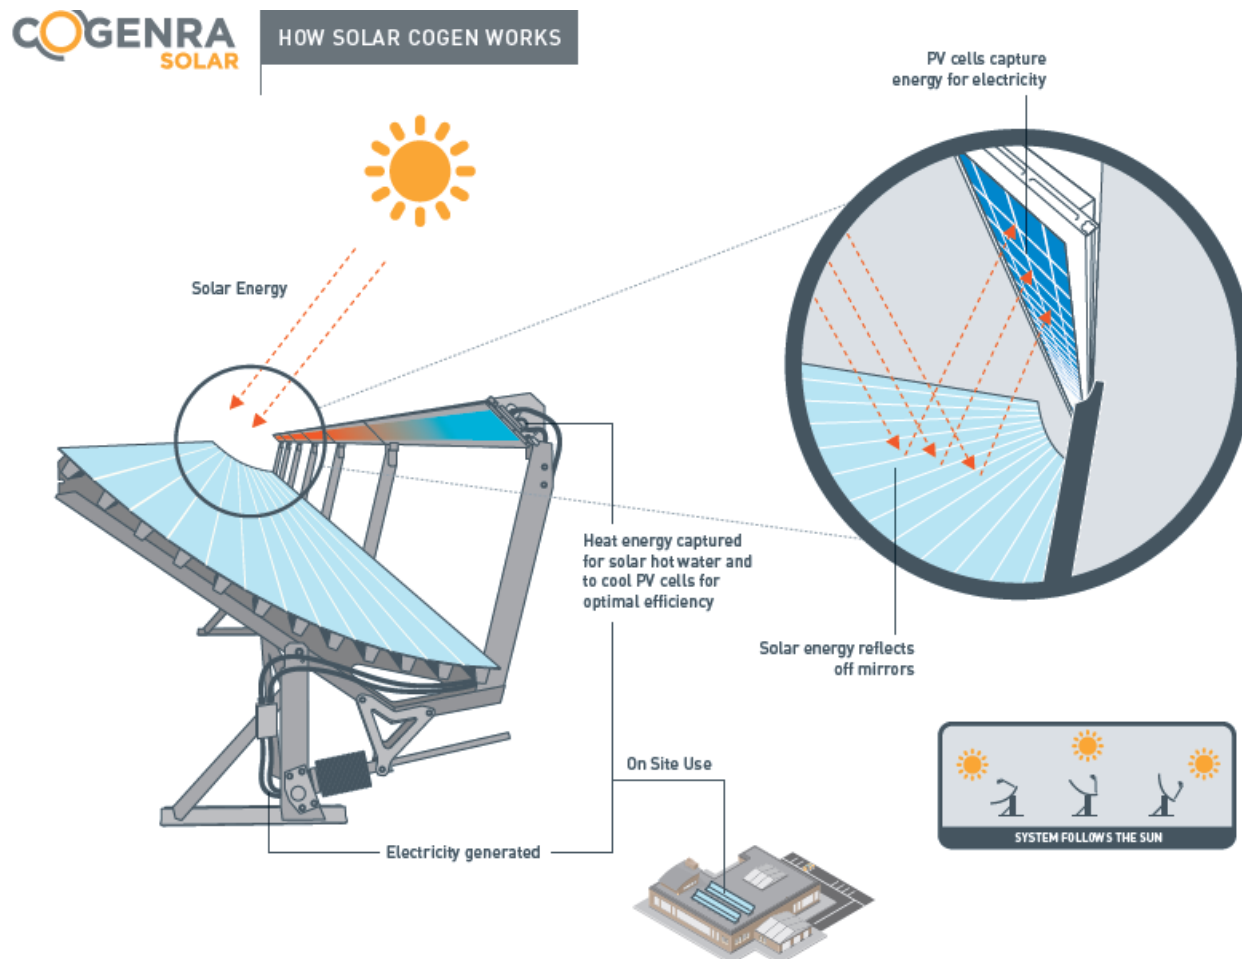 COGENRA
SOLAR
HOW SOLAR COGEN WORKS
PV cells capture
energy for electricity
Solar Energy
Heat energy captured
for solar hot water and
to cool PV cells for
optimal efficiency
Solar energy reflects
off mirrors
On Site Use
Electricity generated
SYSTEM FOLLOWS THE SUN